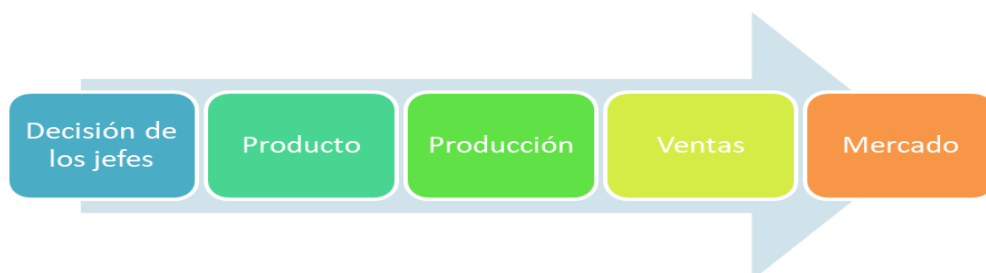 Decisión de
los jefes
Producto
Producción
Ventas
Mercado